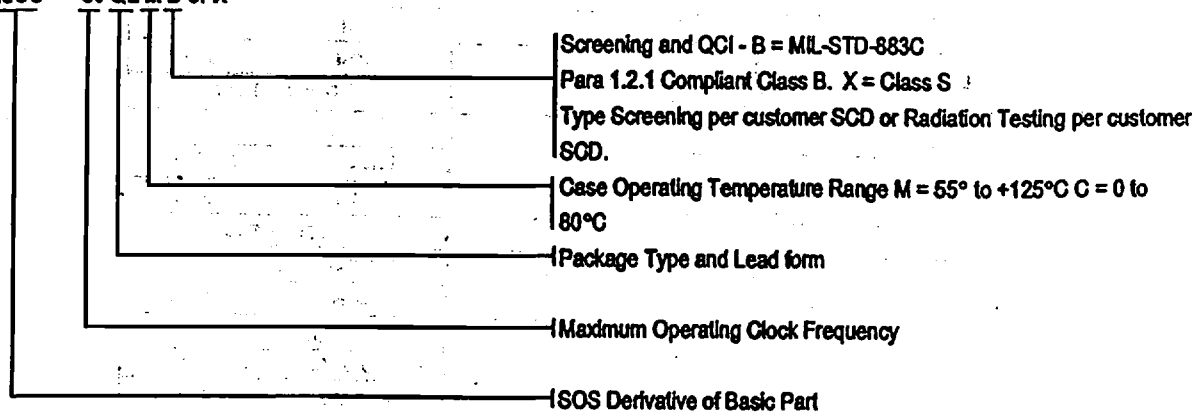 Screening and QCI - B = MIL-STD-883C
Para 1.2.1 Compliant Class B. X = Class S
Type Screening per customer SCD or Radiation Testing per customer
SCD.
Case Operating Temperature Range M = 55° to +125°C C = 0 to
80°C
Package Type and Lead form
Maximum Operating Clock Frequency
SOS Derivative of Basic Part